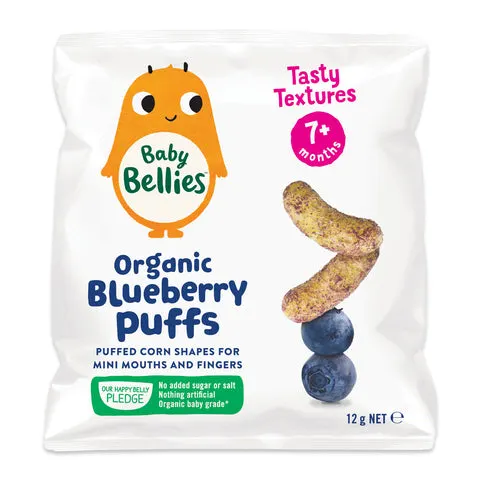 Tasty
Textures
7+
months
Baby
Bellies™
Organic
Blueberry
Puffs
PUFFED CORN SHAPES FOR
MINI MOUTHS AND FINGERS
OUR HAPPY BELLY
PLEDGE
No added sugar or salt
Nothing artificial
Organic baby grade*
12 g NET ℮